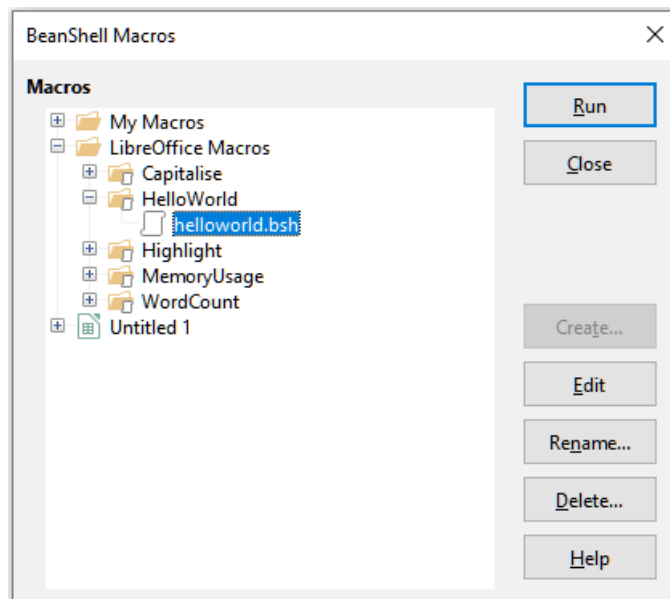 BeanShell Macros
Macros
My Macros
LibreOffice Macros
Capitalise
HelloWorld
helloworld.bsh
Highlight
MemoryUsage
WordCount
Untitled 1
Run
Close
Create...
Edit
Rename...
Delete...
Help